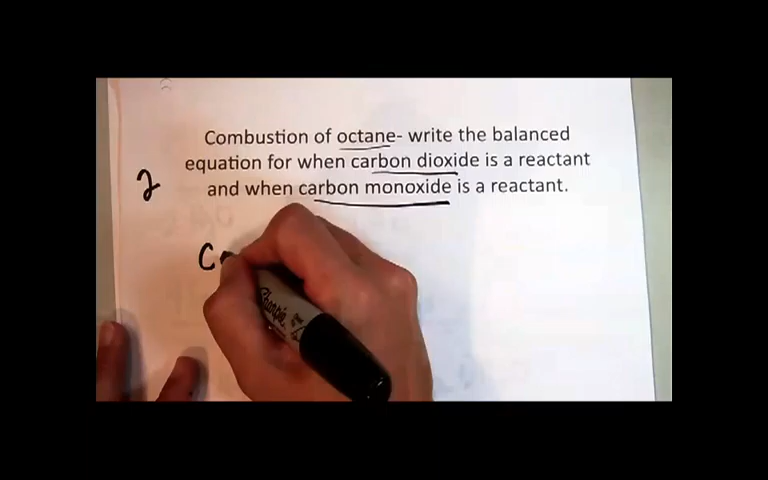 Combustion of octane- write the balanced
equation for when carbon dioxide is a reactant
2
and when carbon monoxide is a reactant.
C
Sharpie